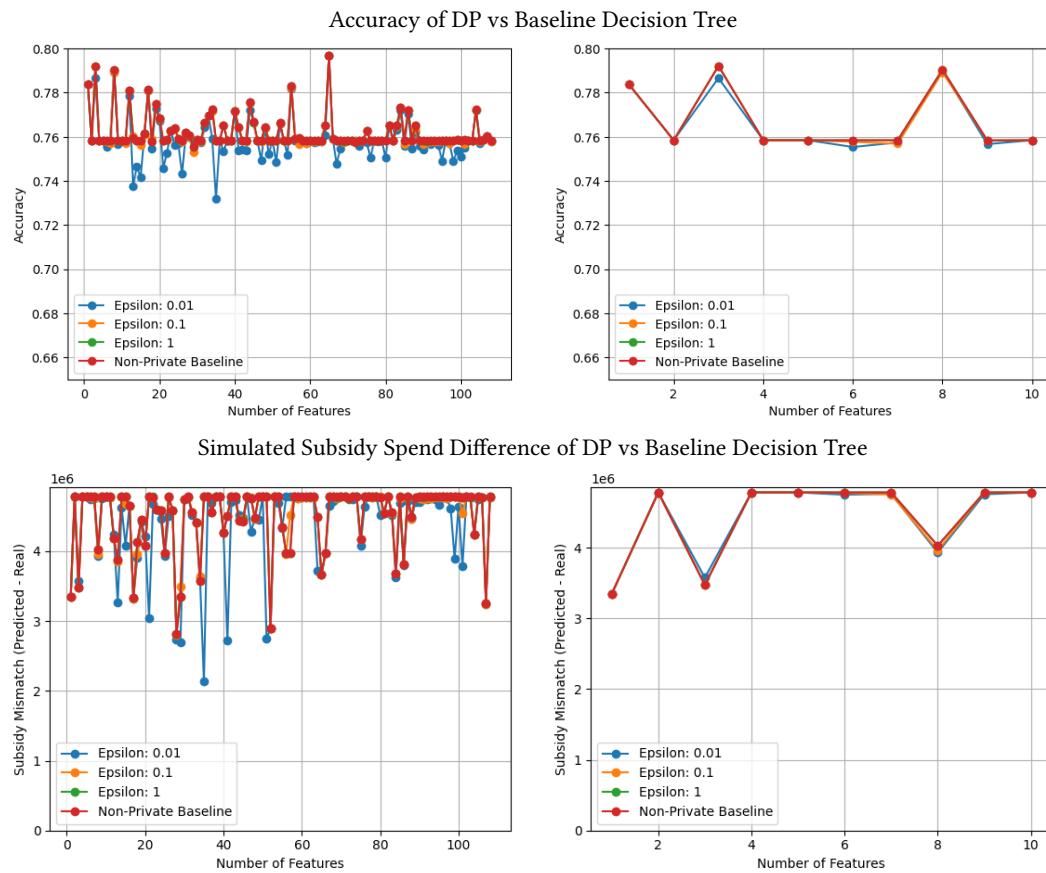 Accuracy of DP vs Baseline Decision Tree
0.80
0.78
0.76
0.74
0.72
0.70
0.68
0.66
Accuracy
Epsilon: 0.01
Epsilon: 0.1
Epsilon: 1
Non-Private Baseline
0 20 40 60 80 100
Number of Features
0.80
0.78
0.76
0.74
0.72
0.70
0.68
0.66
Accuracy
Epsilon: 0.01
Epsilon: 0.1
Epsilon: 1
Non-Private Baseline
2 4 6 8 10
Number of Features
Simulated Subsidy Spend Difference of DP vs Baseline Decision Tree
1e6
4
3
2
1
0
Subsidy Mismatch (Predicted - Real)
Epsilon: 0.01
Epsilon: 0.1
Epsilon: 1
Non-Private Baseline
0 20 40 60 80 100
Number of Features
1e6
4
3
2
1
0
Subsidy Mismatch (Predicted - Real)
Epsilon: 0.01
Epsilon: 0.1
Epsilon: 1
Non-Private Baseline
2 4 6 8 10
Number of Features